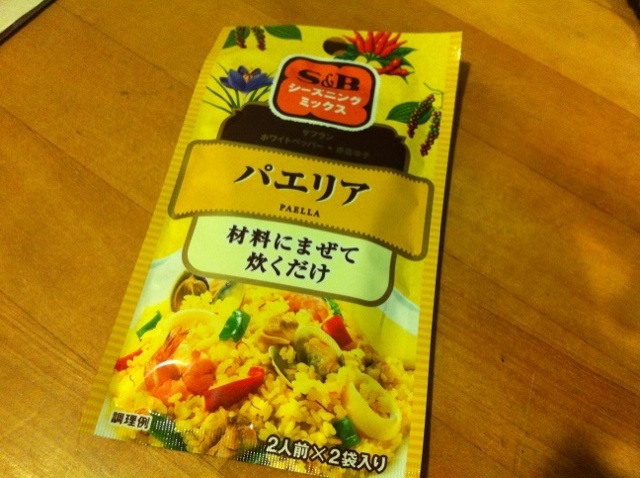 S&B
シーズニング
ミックス
サフラン
ホワイトペッパー・唐辛子
パエリア
PAELLA
材料にまぜて
炊くだけ
調理例
2人前×2袋入り